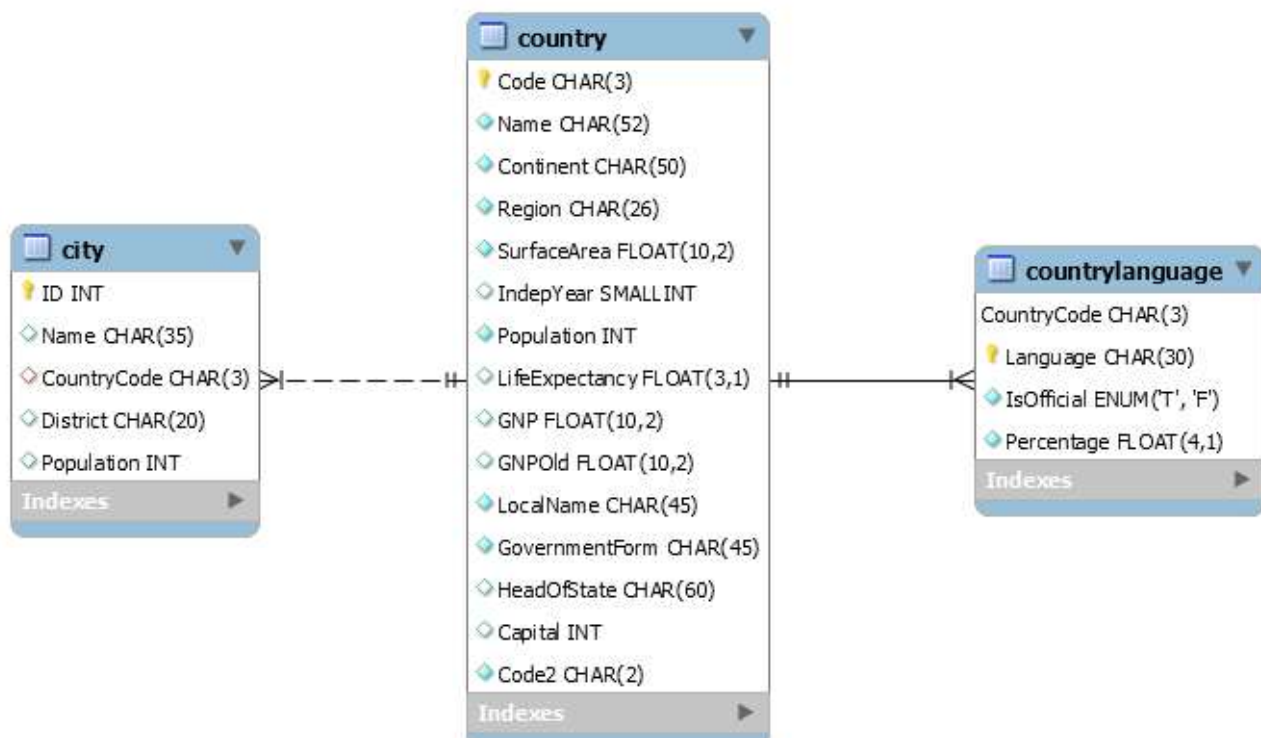 city
ID INT
Name CHAR(35)
CountryCode CHAR(3)
District CHAR(20)
Population INT
Indexes
country
Code CHAR(3)
Name CHAR(52)
Continent CHAR(50)
Region CHAR(26)
SurfaceArea FLOAT(10,2)
IndepYear SMALLINT
Population INT
LifeExpectancy FLOAT(3,1)
GNP FLOAT(10,2)
GNPOld FLOAT(10,2)
LocalName CHAR(45)
GovernmentForm CHAR(45)
HeadOfState CHAR(60)
Capital INT
Code2 CHAR(2)
Indexes
countrylanguage
CountryCode CHAR(3)
Language CHAR(30)
IsOfficial ENUM('T', 'F')
Percentage FLOAT(4,1)
Indexes